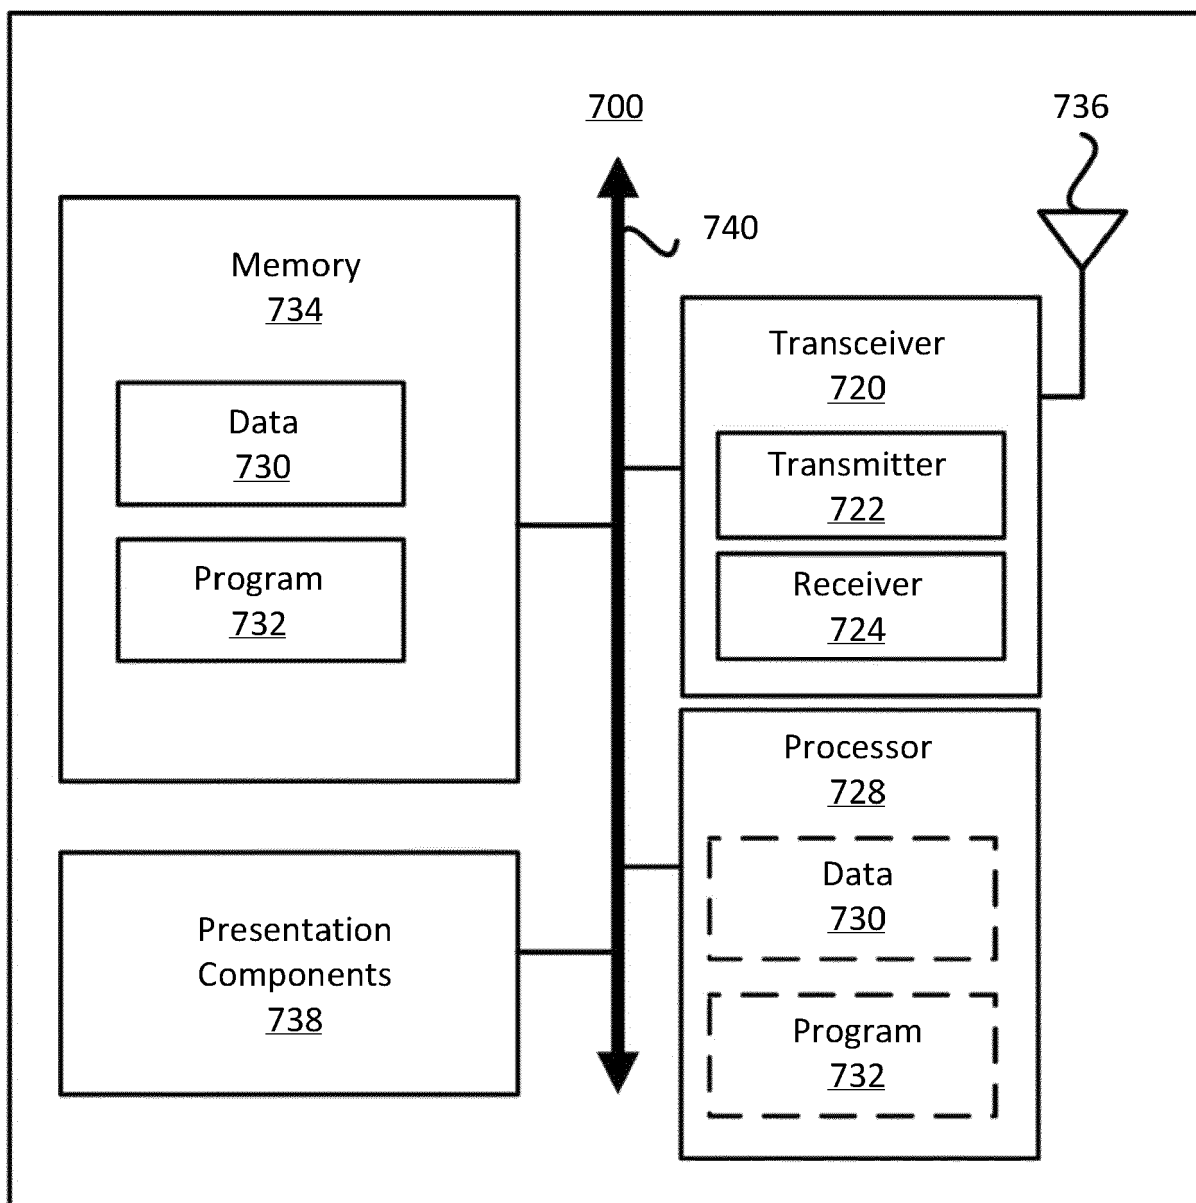 700
736
740
Memory
734
Data
730
Program
732
Transceiver
720
Transmitter
722
Receiver
724
Presentation
Components
738
Processor
728
Data
730
Program
732